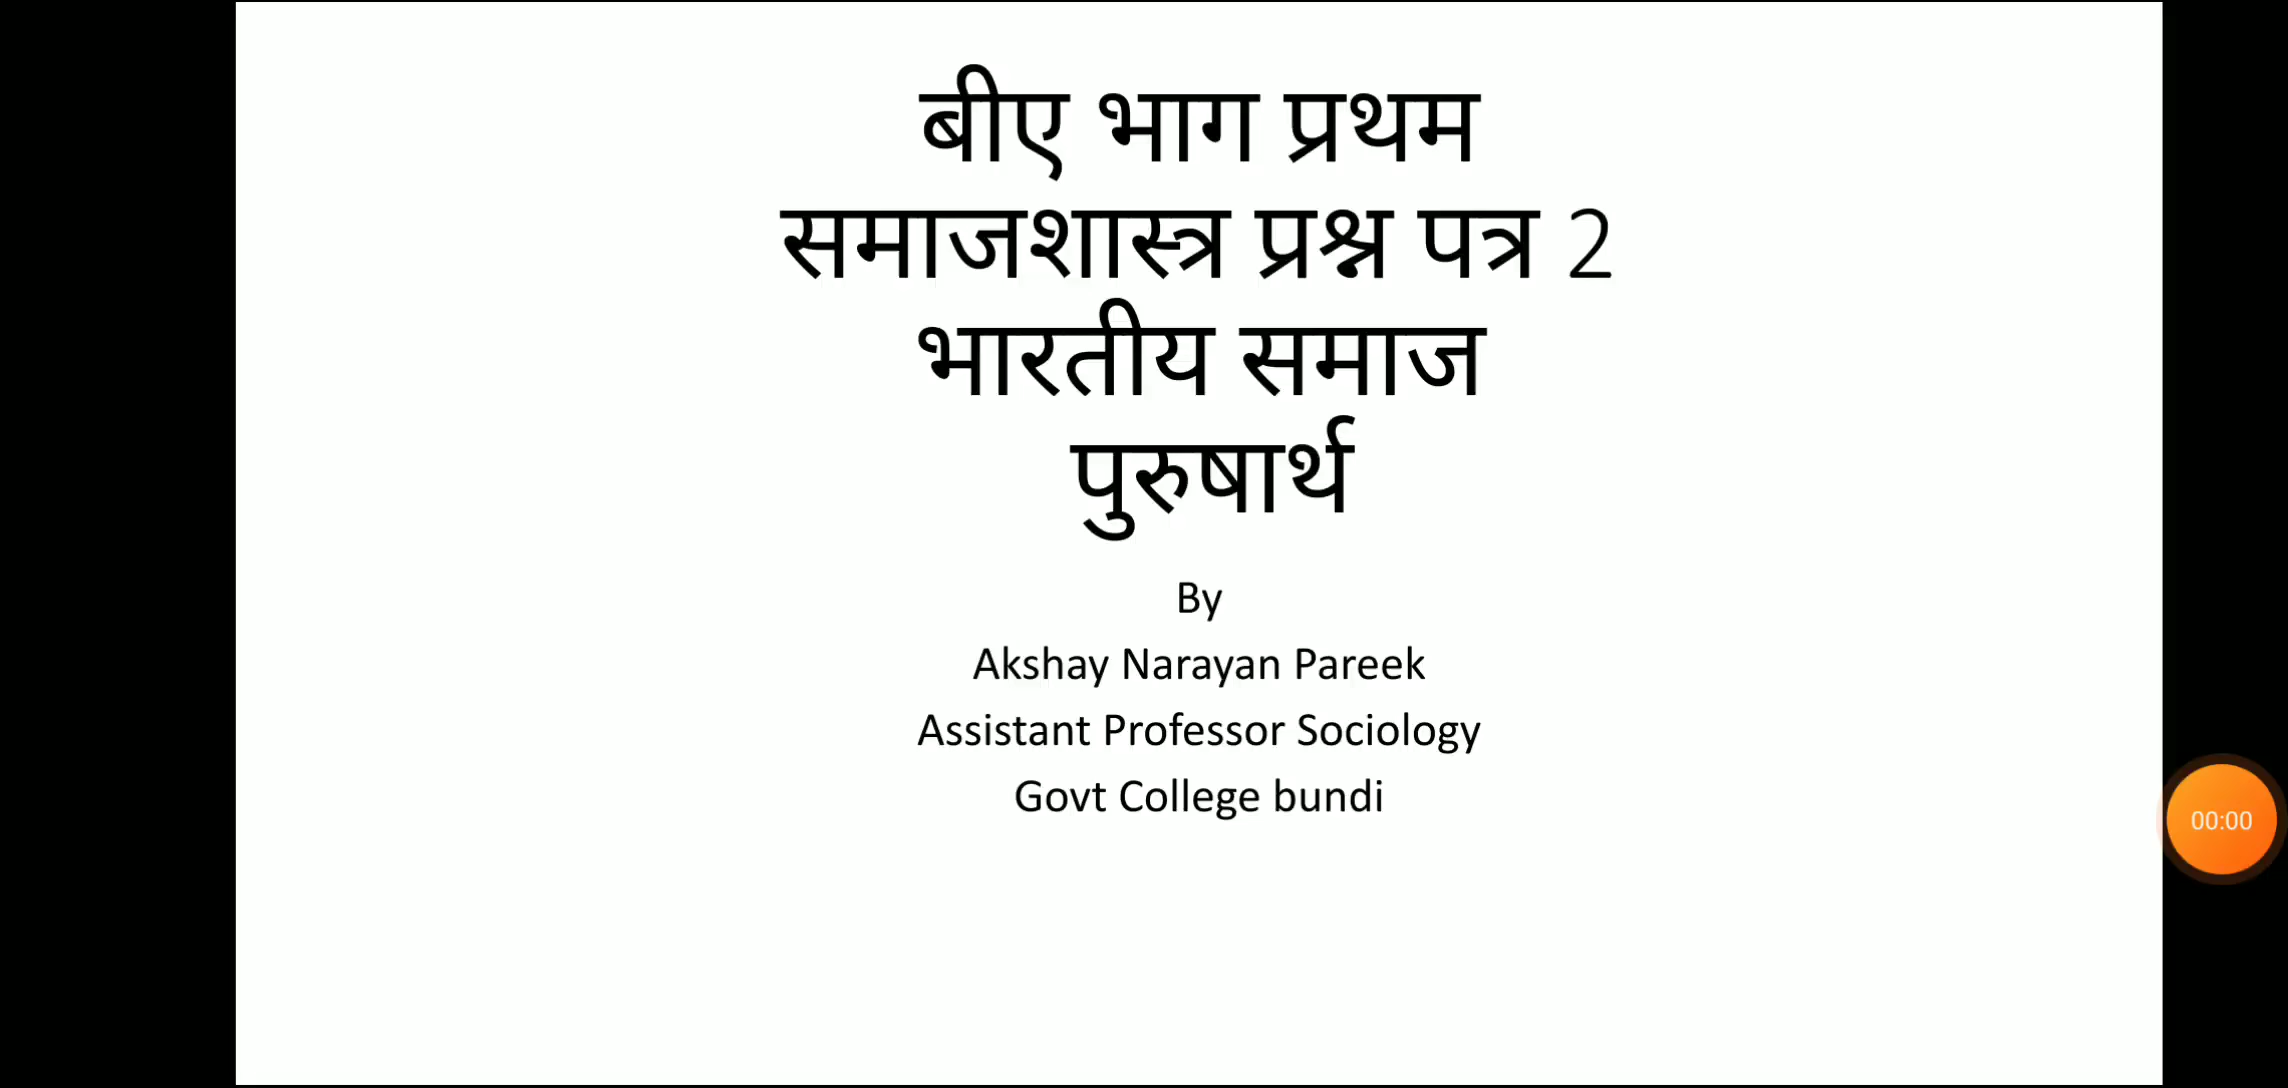 बीए भाग प्रथम
समाजशास्त्र प्रश्न पत्र 2
भारतीय समाज
पुरुषार्थ
By
Akshay Narayan Pareek
Assistant Professor Sociology
Govt College bundi
00:00